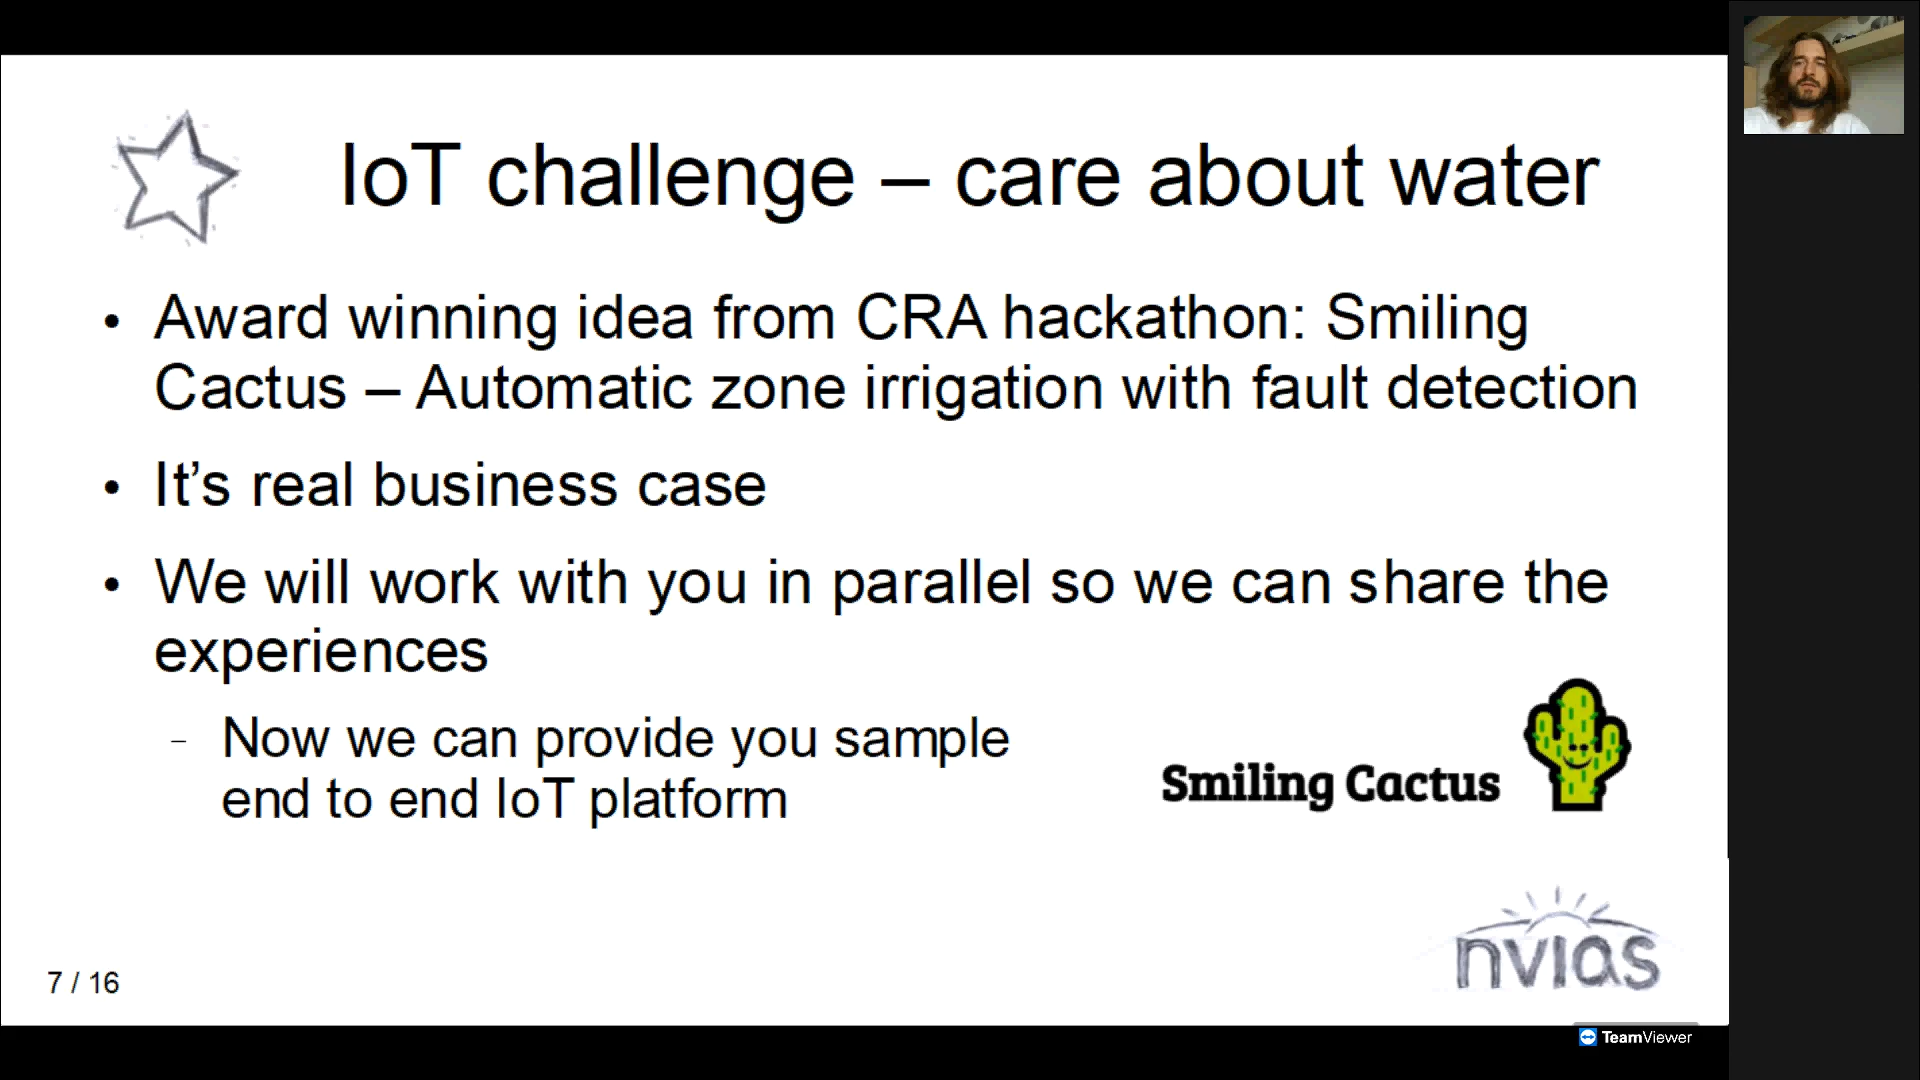 IoT challenge – care about water
• Award winning idea from CRA hackathon: Smiling
Cactus – Automatic zone irrigation with fault detection
• It’s real business case
• We will work with you in parallel so we can share the
experiences
– Now we can provide you sample
end to end IoT platform
Smiling Cactus
nvias
7 / 16
TeamViewer